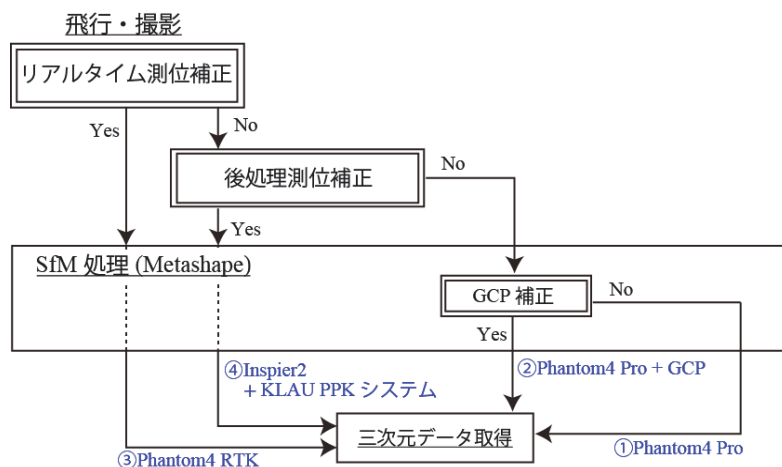 飛行・撮影
リアルタイム測位補正
Yes
No
後処理測位補正
No
Yes
SfM 処理 (Metashape)
GCP 補正
No
Yes
④Inspier2
+ KLAU PPK システム
②Phantom4 Pro + GCP
三次元データ取得
①Phantom4 Pro
③Phantom4 RTK